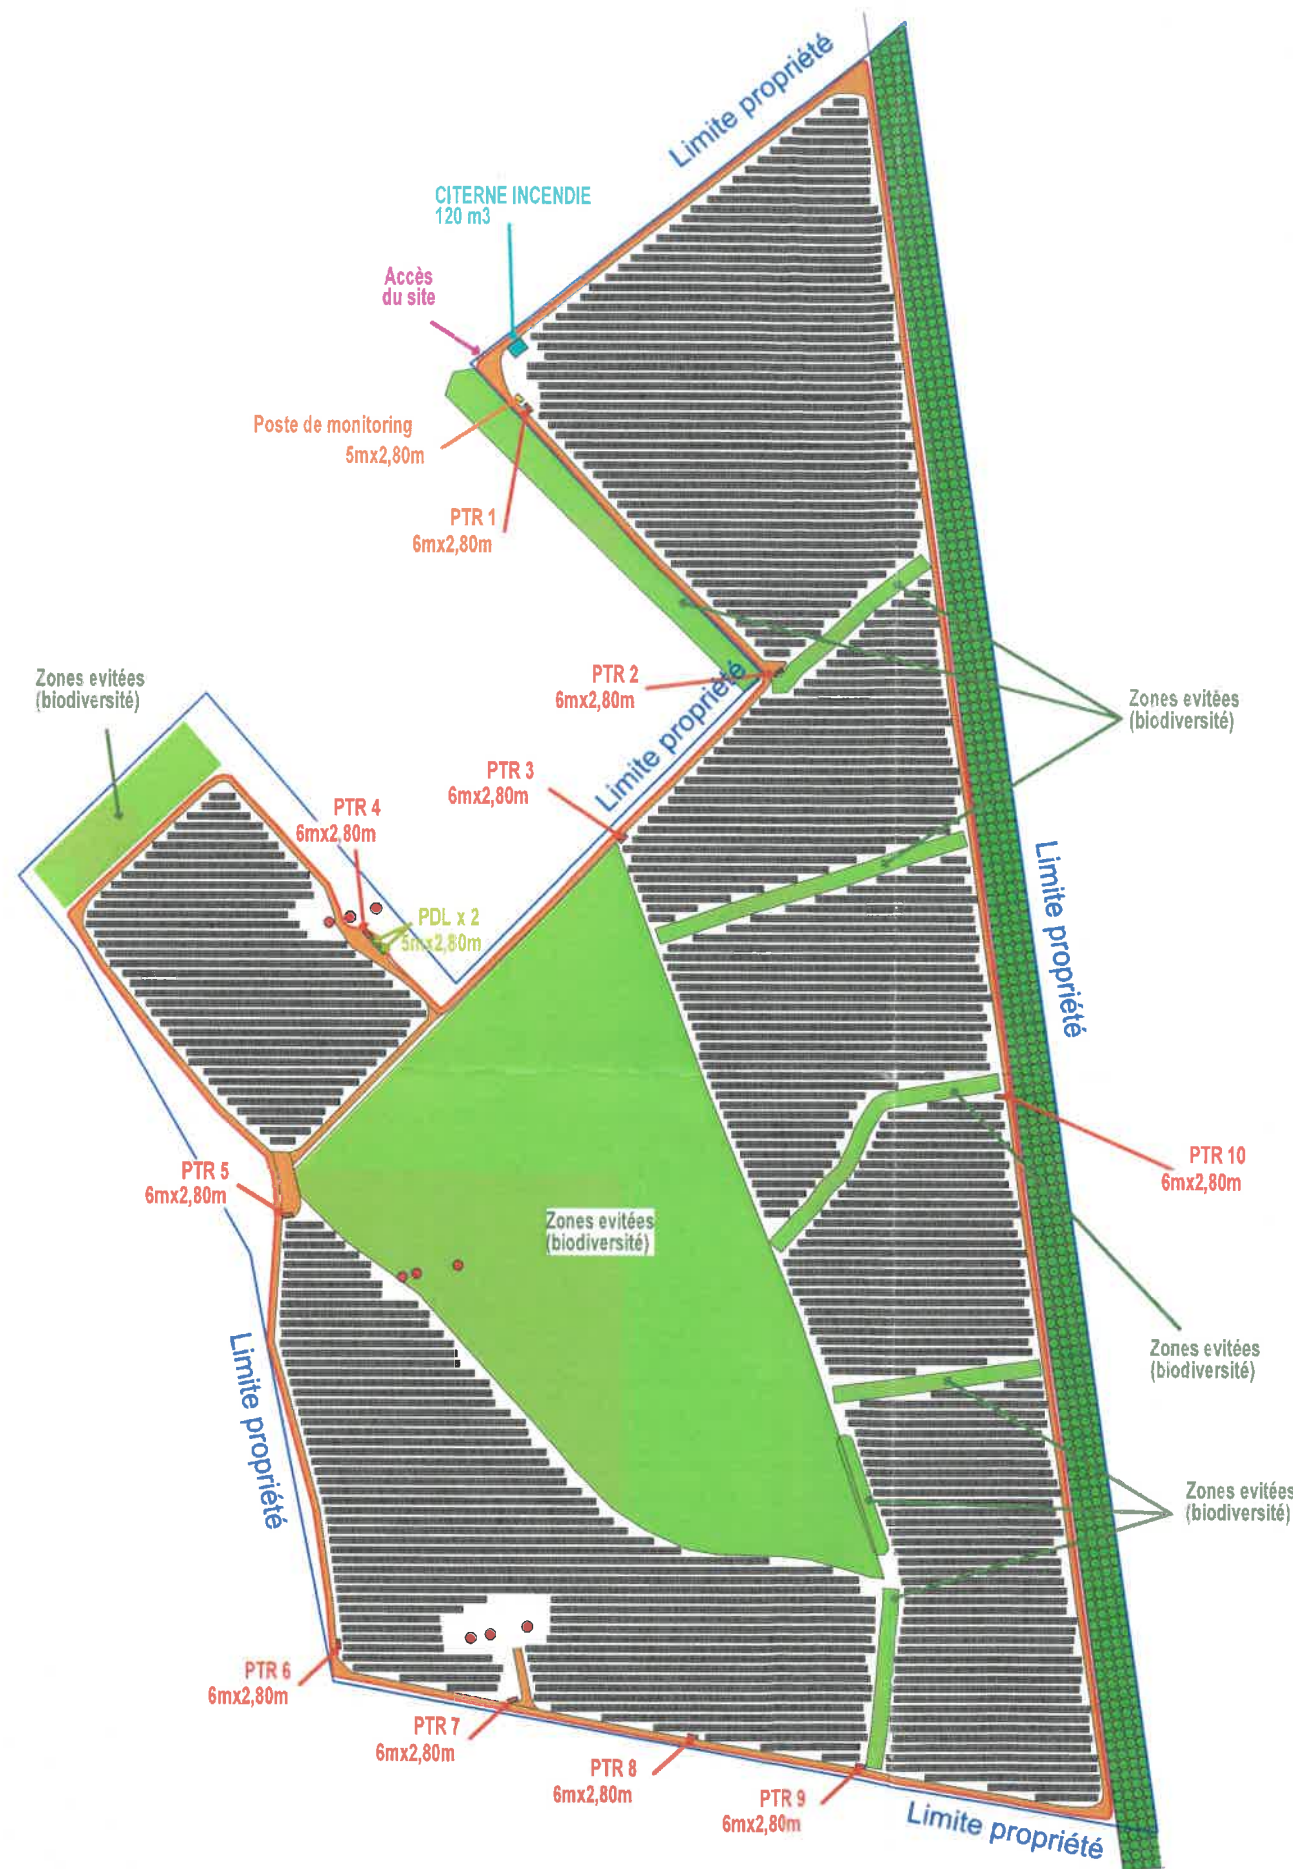 Limite propriété
CITERNE INCENDIE
120 m3
Accès
du site
Poste de monitoring
5mx2,80m
PTR 1
6mx2,80m
Zones evitées
(biodiversité)
PTR 2
6mx2,80m
Limite propriété
Zones evitées
(biodiversité)
PTR 3
6mx2,80m
PTR 4
6mx2,80m
PDL x 2
5mx2,80m
Limite propriété
PTR 10
6mx2,80m
PTR 5
6mx2,80m
Zones evitées
(biodiversité)
Zones evitées
(biodiversité)
Limite propriété
Zones evitées
(biodiversité)
PTR 6
6mx2,80m
PTR 7
6mx2,80m
PTR 8
6mx2,80m
PTR 9
6mx2,80m
Limite propriété